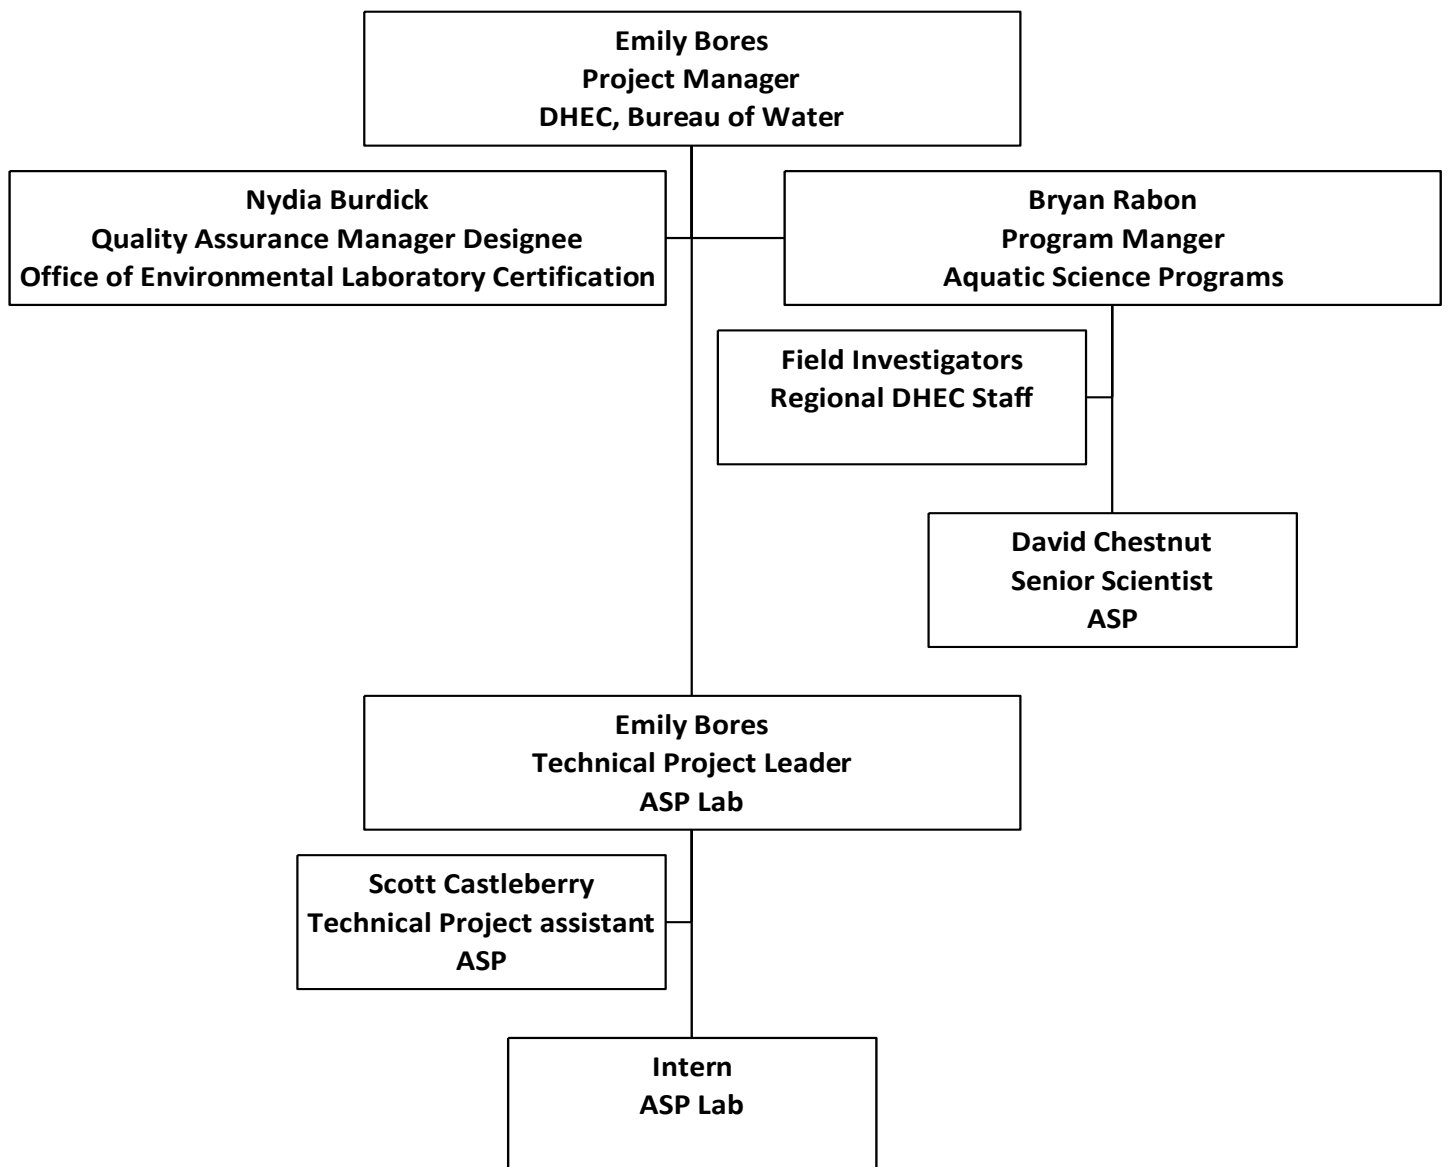 Emily Bores
Project Manager
DHEC, Bureau of Water
Nydia Burdick
Quality Assurance Manager Designee
Office of Environmental Laboratory Certification
Bryan Rabon
Program Manger
Aquatic Science Programs
Field Investigators
Regional DHEC Staff
David Chestnut
Senior Scientist
ASP
Emily Bores
Technical Project Leader
ASP Lab
Scott Castleberry
Technical Project assistant
ASP
Intern
ASP Lab